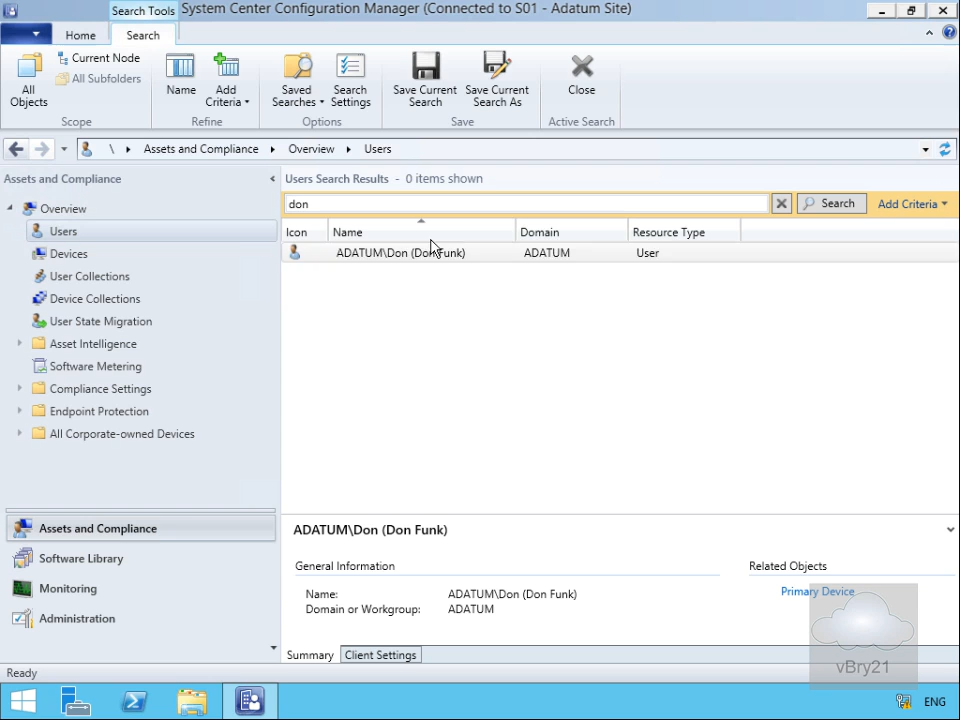 Search Tools
System Center Configuration Manager (Connected to S01 - Adatum Site)
Home
Search
All Objects
Current Node
All Subfolders
Scope
Name
Add Criteria
Refine
Saved Searches
Search Settings
Options
Save Current Search
Save Current Search As
Save
Close
Active Search
\ Assets and Compliance Overview Users
Assets and Compliance
Overview
Users
Devices
User Collections
Device Collections
User State Migration
Asset Intelligence
Software Metering
Compliance Settings
Endpoint Protection
All Corporate-owned Devices
Assets and Compliance
Software Library
Monitoring
Administration
Users Search Results - 0 items shown
don
Search
Add Criteria
Icon Name Domain Resource Type
ADATUM\Don (Don Funk) ADATUM User
ADATUM\Don (Don Funk)
General Information
Related Objects
Name: ADATUM\Don (Don Funk)
Primary Device
Domain or Workgroup: ADATUM
vBry21
Summary Client Settings
Ready
ENG